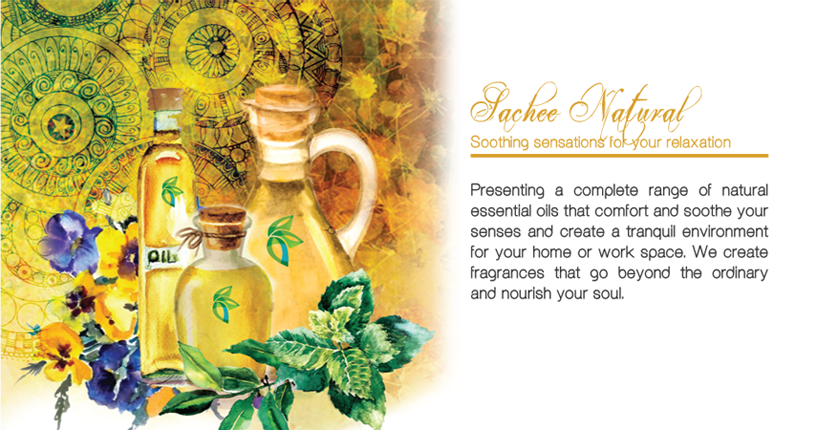 Sachee Natural
Soothing sensations for your relaxation
Presenting a complete range of natural
essential oils that comfort and soothe your
senses and create a tranquil environment
for your home or work space. We create
fragrances that go beyond the ordinary
and nourish your soul.
OIL